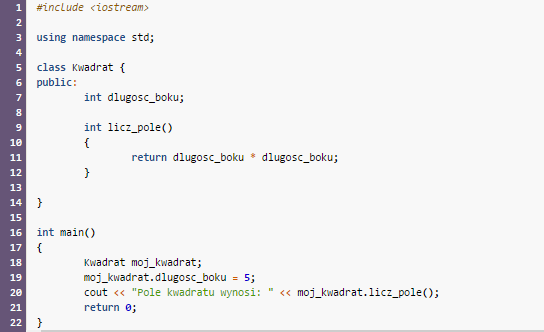 1 #include <iostream>
2
3 using namespace std;
4
5 class Kwadrat {
6 public:
7         int dlugosc_boku;
8
9         int licz_pole()
10         {
11                 return dlugosc_boku * dlugosc_boku;
12         }
13
14 }
15
16 int main()
17 {
18         Kwadrat moj_kwadrat;
19         moj_kwadrat.dlugosc_boku = 5;
20         cout << "Pole kwadratu wynosi: " << moj_kwadrat.licz_pole();
21         return 0;
22 }